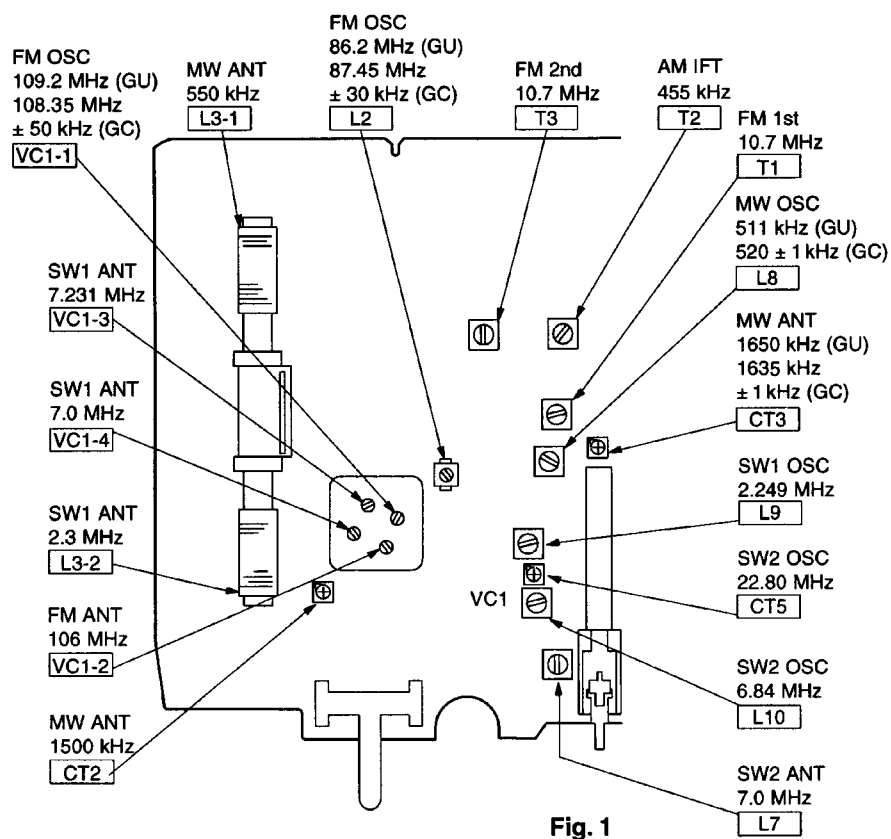 FM OSC
109.2 MHz (GU)
108.35 MHz
± 50 kHz (GC)
VC1-1
MW ANT
550 kHz
L3-1
FM OSC
86.2 MHz (GU)
87.45 MHz
± 30 kHz (GC)
L2
FM 2nd
10.7 MHz
T3
AM IFT
455 kHz
T2
FM 1st
10.7 MHz
T1
MW OSC
511 kHz (GU)
520 ± 1 kHz (GC)
L8
MW ANT
1650 kHz (GU)
1635 kHz
± 1 kHz (GC)
CT3
SW1 OSC
2.249 MHz
L9
SW2 OSC
22.80 MHz
CT5
SW2 OSC
6.84 MHz
L10
SW2 ANT
7.0 MHz
L7
SW1 ANT
7.231 MHz
VC1-3
SW1 ANT
7.0 MHz
VC1-4
SW1 ANT
2.3 MHz
L3-2
FM ANT
106 MHz
VC1-2
MW ANT
1500 kHz
CT2
VC1
Fig. 1